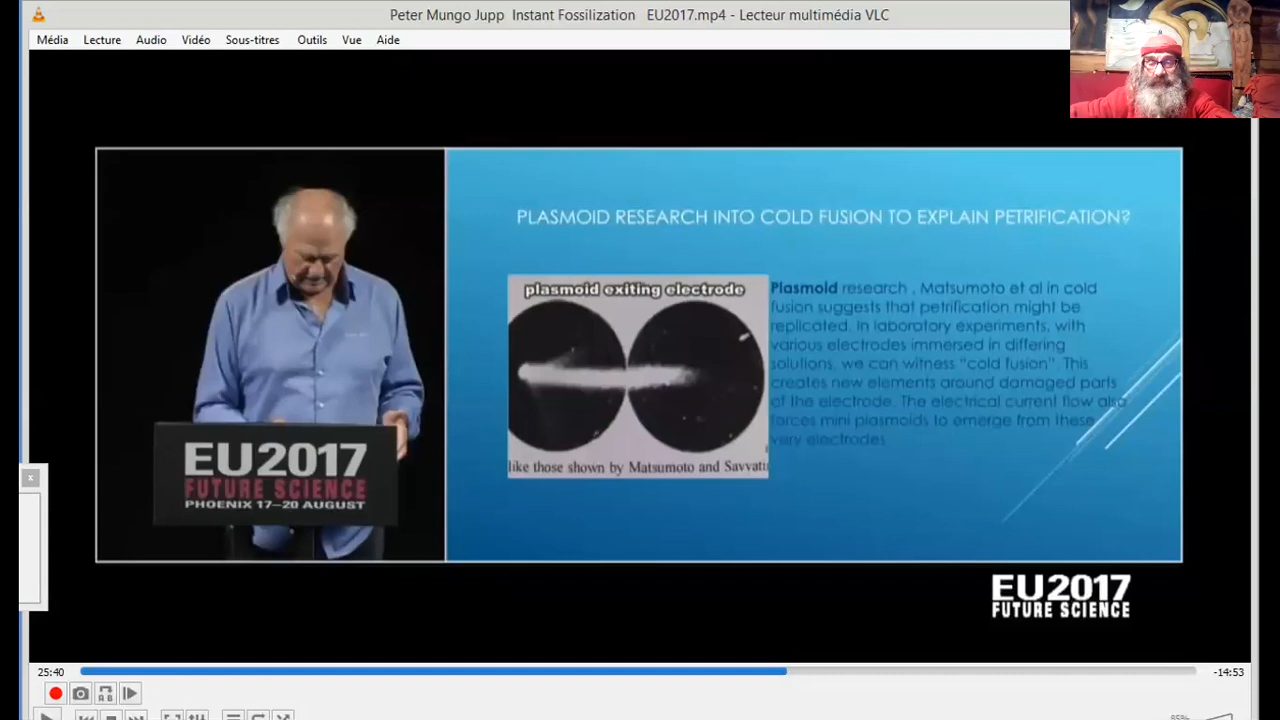 Peter Mungo Jupp  Instant Fossilization   EU2017.mp4 - Lecteur multimédia VLC
Média Lecture Audio Vidéo Sous-titres Outils Vue Aide
PLASMOID RESEARCH INTO COLD FUSION TO EXPLAIN PETRIFICATION?
plasmoid exiting electrode
like those shown by Matsumoto and
Plasmoid research , Matsumoto et al in cold
fusion suggests that petrification might be
replicated. In laboratory experiments, with
various electrodes immersed in differing
solutions, we can witness "cold fusion". This
creates new elements around damaged parts
of the electrode. The electrical current flow also
forces mini plasmoids to emerge from these
very electrodes
EU2017
FUTURE SCIENCE
PHOENIX 17–20 AUGUST
EU2017
FUTURE SCIENCE
x
25:40
-14:53
A B